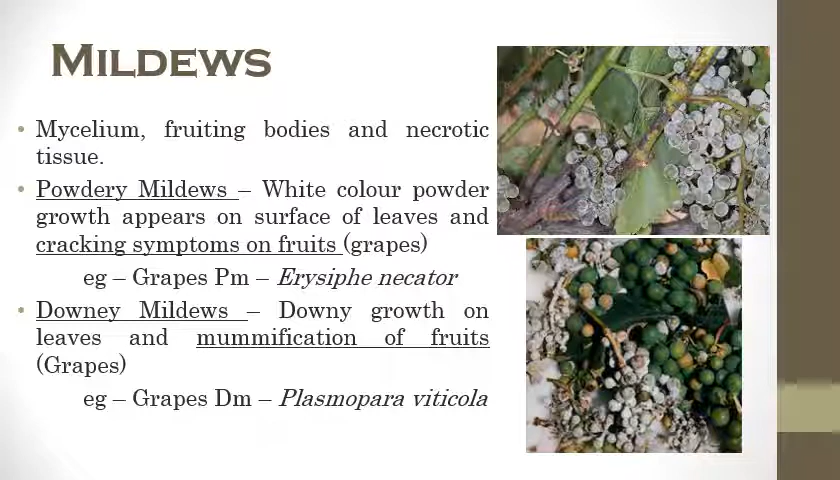 MILDEWS
• Mycelium, fruiting bodies and necrotic
tissue.
• Powdery Mildews – White colour powder
growth appears on surface of leaves and
cracking symptoms on fruits (grapes)
eg – Grapes Pm – Erysiphe necator
• Downey Mildews – Downy growth on
leaves and mummification of fruits
(Grapes)
eg – Grapes Dm – Plasmopara viticola